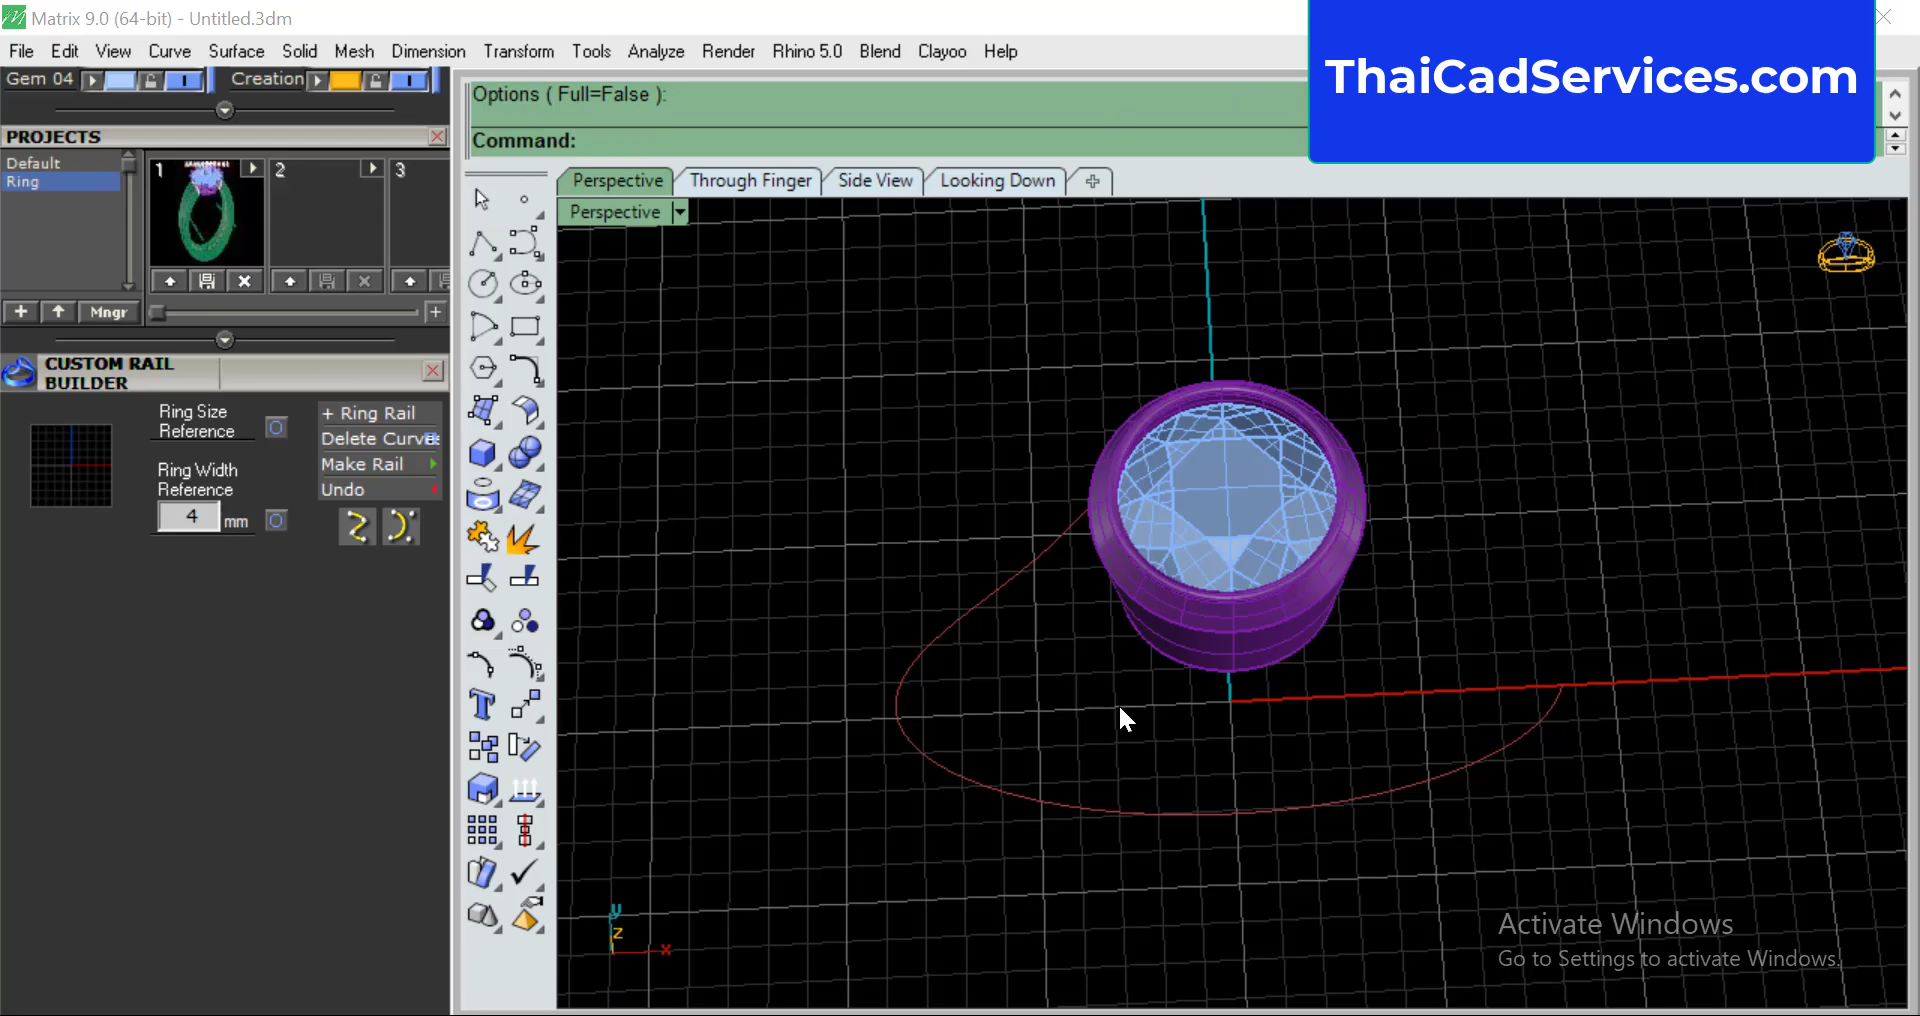 Matrix 9.0 (64-bit) - Untitled.3dm
File Edit View Curve Surface Solid Mesh Dimension Transform Tools Analyze Render Rhino 5.0 Blend Clayoo Help
ThaiCadServices.com
Gem 04 Creation
Options ( Full=False ):
Command:
PROJECTS
Default
Ring
1 2 3
Mngr
Perspective Through Finger Side View Looking Down
Perspective
CUSTOM RAIL
BUILDER
Ring Size
Reference
Ring Width
Reference
4 mm
+ Ring Rail
Delete Curves
Make Rail
Undo
y
z
x
Activate Windows
Go to Settings to activate Windows.